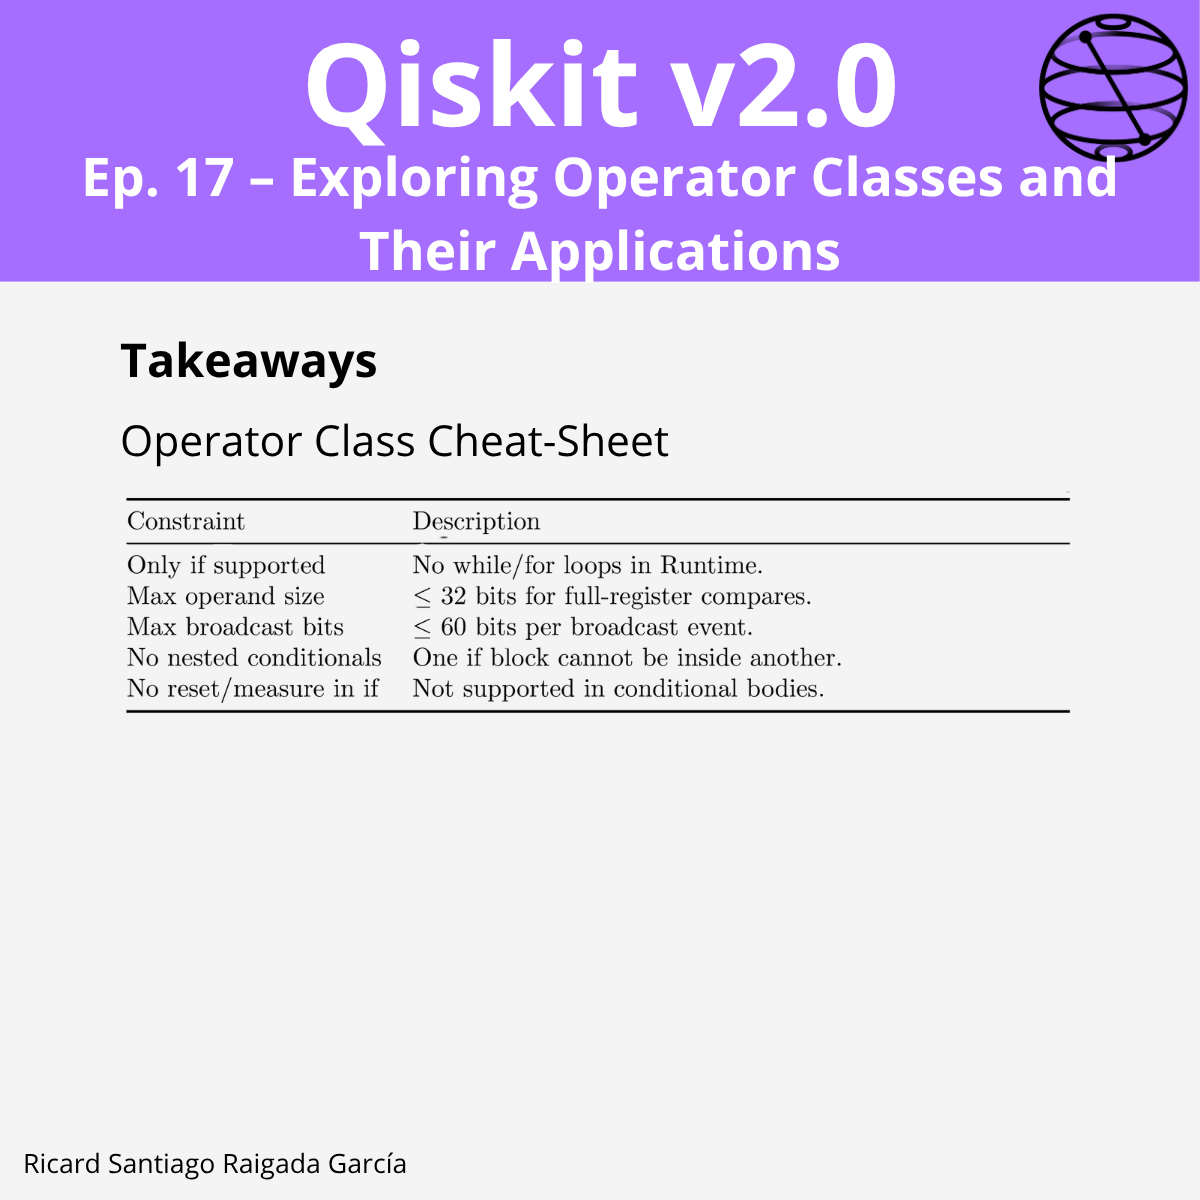 Qiskit v2.0
Ep. 17 – Exploring Operator Classes and
Their Applications
Takeaways
Operator Class Cheat-Sheet
Constraint Description
Only if supported No while/for loops in Runtime.
Max operand size ≤ 32 bits for full-register compares.
Max broadcast bits ≤ 60 bits per broadcast event.
No nested conditionals One if block cannot be inside another.
No reset/measure in if Not supported in conditional bodies.
Ricard Santiago Raigada García